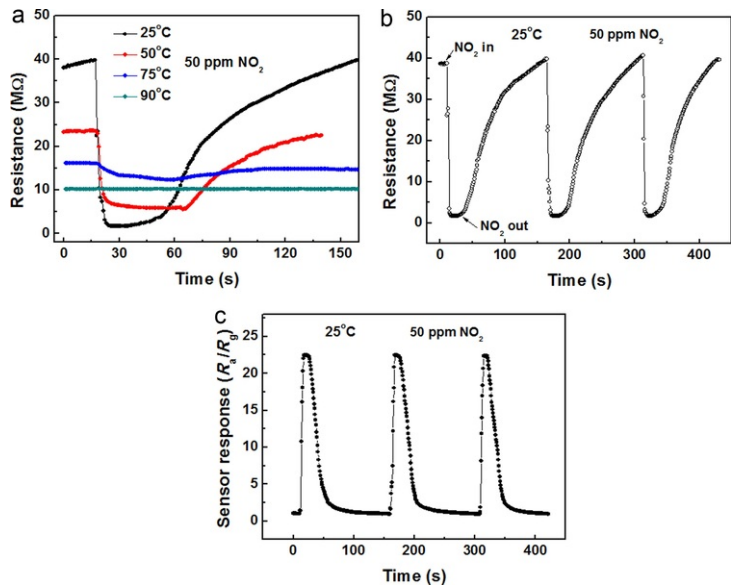 a
25°C
50°C
75°C
90°C
50 ppm NO₂
Resistance (MΩ)
50
40
30
20
10
0
0 30 60 90 120 150
Time (s)
b
NO₂ in
25°C
50 ppm NO₂
NO₂ out
Resistance (MΩ)
50
40
30
20
10
0
0 100 200 300 400
Time (s)
c
25°C
50 ppm NO₂
Sensor response (Rₐ/R_g)
25
20
15
10
5
0
0 100 200 300 400
Time (s)